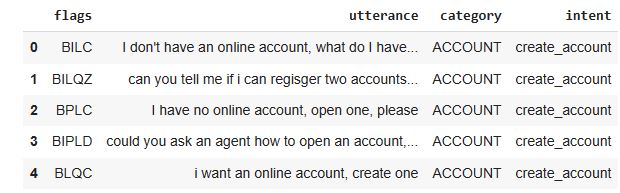 flags utterance category intent
0 BILC I don't have an online account, what do I have... ACCOUNT create_account
1 BILQZ can you tell me if i can regisger two accounts... ACCOUNT create_account
2 BPLC I have no online account, open one, please ACCOUNT create_account
3 BIPLD could you ask an agent how to open an account,... ACCOUNT create_account
4 BLQC i want an online account, create one ACCOUNT create_account